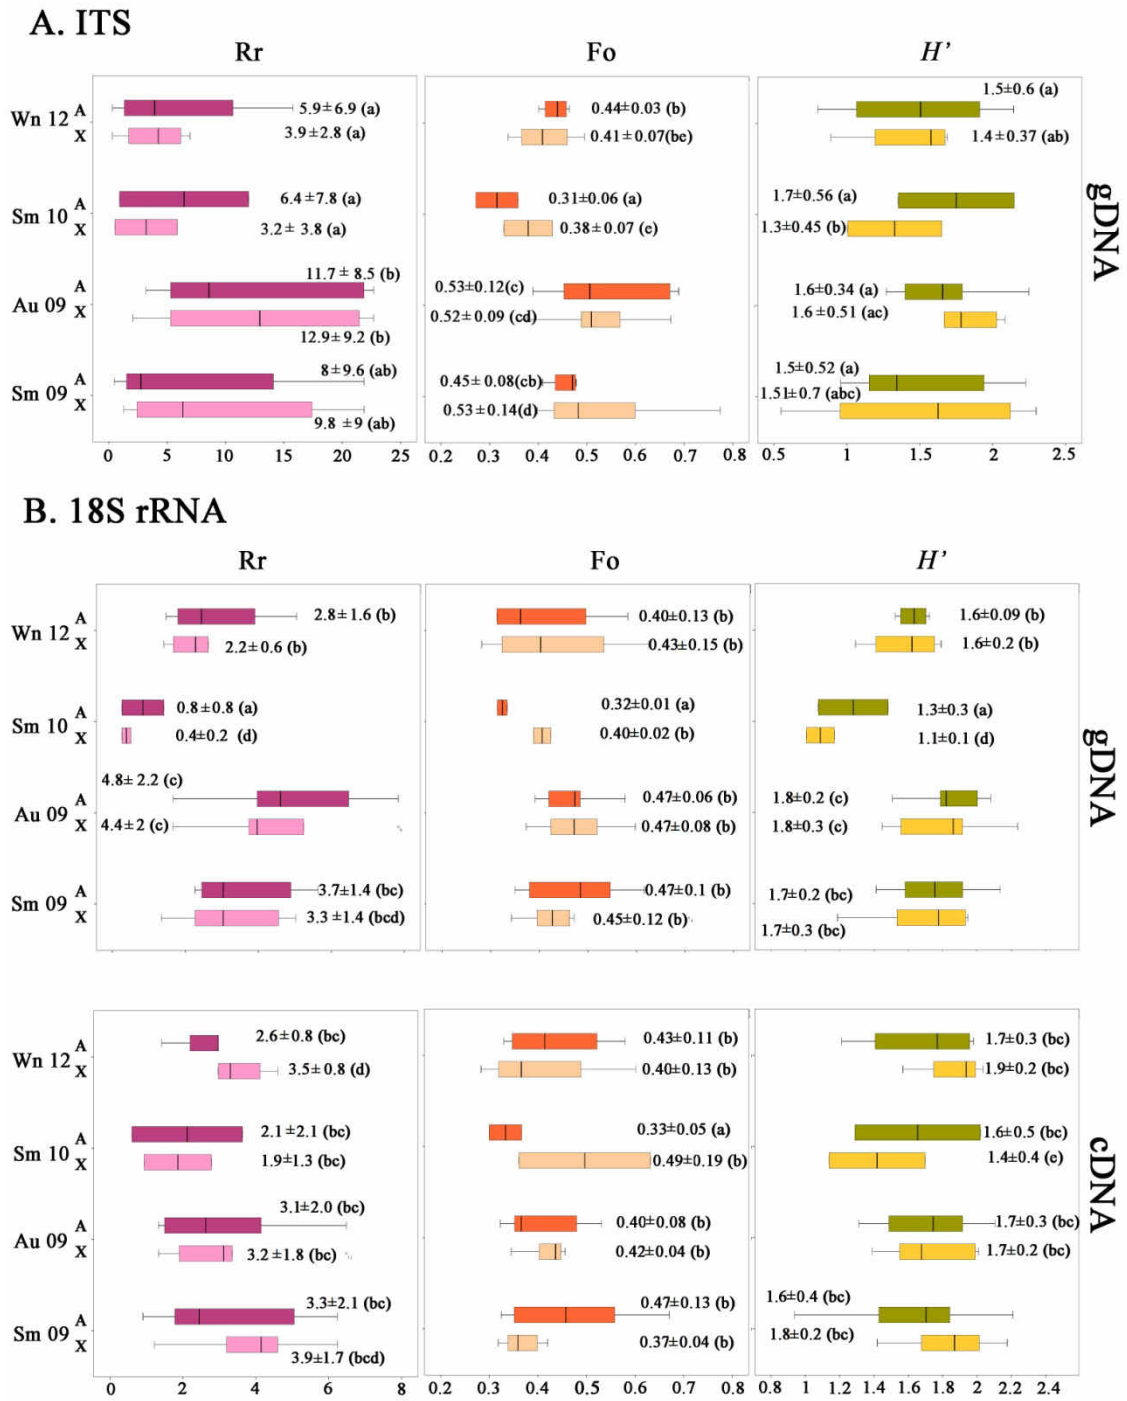 A. ITS
Rr Fo H’
Wn 12 A 5.9±6.9 (a) 0.44±0.03 (b) 1.5±0.6 (a)
X 3.9±2.8 (a) 0.41±0.07(be) 1.4±0.37 (ab)
Sm 10 A 6.4±7.8 (a) 0.31±0.06 (a) 1.7±0.56 (a)
X 3.2± 3.8 (a) 0.38±0.07 (e) 1.3±0.45 (b)
Au 09 A 11.7± 8.5 (b) 0.53±0.12(c) 1.6±0.34 (a)
X 12.9±9.2 (b) 0.52±0.09 (cd) 1.6±0.51 (ac)
Sm 09 A 8±9.6 (ab) 0.45±0.08(cb) 1.5±0.52 (a)
X 9.8 ±9 (ab) 0.53±0.14(d) 1.51±0.7 (abc)
gDNA
0 5 10 15 20 25 0.2 0.3 0.4 0.5 0.6 0.7 0.8 0.5 1 1.5 2 2.5
B. 18S rRNA
Rr Fo H’
Wn 12 A 2.8±1.6 (b) 0.40±0.13 (b) 1.6±0.09 (b)
X 2.2±0.6 (b) 0.43±0.15 (b) 1.6±0.2 (b)
Sm 10 A 0.8±0.8 (a) 0.32±0.01 (a) 1.3±0.3 (a)
X 0.4±0.2 (d) 0.40±0.02 (b) 1.1±0.1 (d)
Au 09 A 4.8±2.2 (c) 0.47±0.06 (b) 1.8±0.2 (c)
X 4.4±2 (c) 0.47±0.08 (b) 1.8±0.3 (c)
Sm 09 A 3.7±1.4 (bc) 0.47±0.1 (b) 1.7±0.2 (bc)
X 3.3±1.4 (bcd) 0.45±0.12 (b) 1.7±0.3 (bc)
gDNA
Wn 12 A 2.6±0.8 (bc) 0.43±0.11 (b) 1.7±0.3 (bc)
X 3.5±0.8 (d) 0.40±0.13 (b) 1.9±0.2 (bc)
Sm 10 A 2.1±2.1 (bc) 0.33±0.05 (a) 1.6±0.5 (bc)
X 1.9±1.3 (bc) 0.49±0.19 (b) 1.4±0.4 (e)
Au 09 A 3.1±2.0 (bc) 0.40±0.08 (b) 1.7±0.3 (bc)
X 3.2±1.8 (bc) 0.42±0.04 (b) 1.7±0.2 (bc)
Sm 09 A 3.3±2.1 (bc) 0.47±0.13 (b) 1.6±0.4 (bc)
X 3.9±1.7 (bcd) 0.37±0.04 (b) 1.8±0.2 (bc)
cDNA
0 2 4 6 8 0.2 0.3 0.4 0.5 0.6 0.7 0.8 0.8 1 1.2 1.4 1.6 1.8 2 2.2 2.4